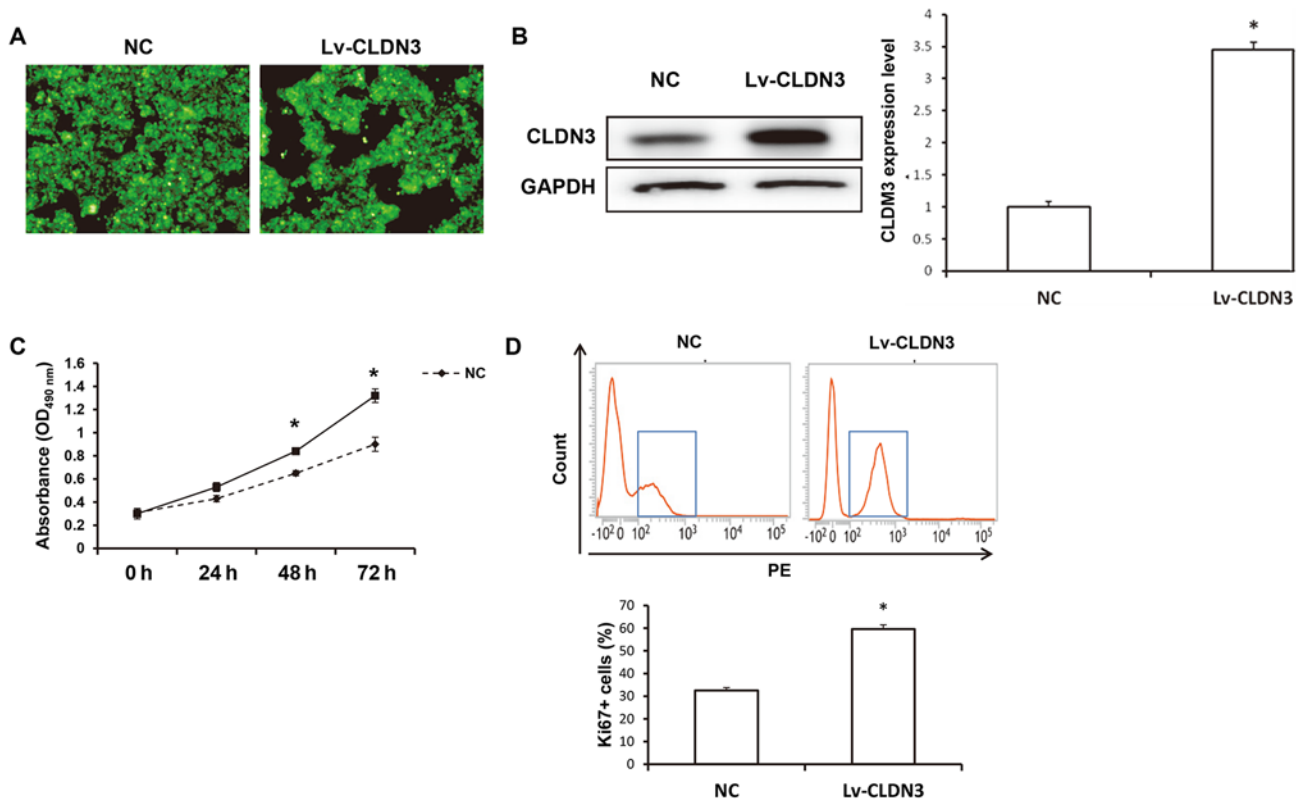 A
NC
Lv-CLDN3
B
NC
Lv-CLDN3
CLDN3
GAPDH
CLDM3 expression level
4
3.5
3
2.5
2
1.5
1
0.5
0
*
NC
Lv-CLDN3
C
Absorbance (OD490 nm)
1.6
1.4
1.2
1
0.8
0.6
0.4
0.2
0
*
*
0 h
24 h
48 h
72 h
NC
D
NC
Lv-CLDN3
Count
-10² 0 10² 10³ 10⁴ 10⁵
-10² 0 10² 10³ 10⁴ 10⁵
PE
Ki67+ cells (%)
70
60
50
40
30
20
10
0
*
NC
Lv-CLDN3